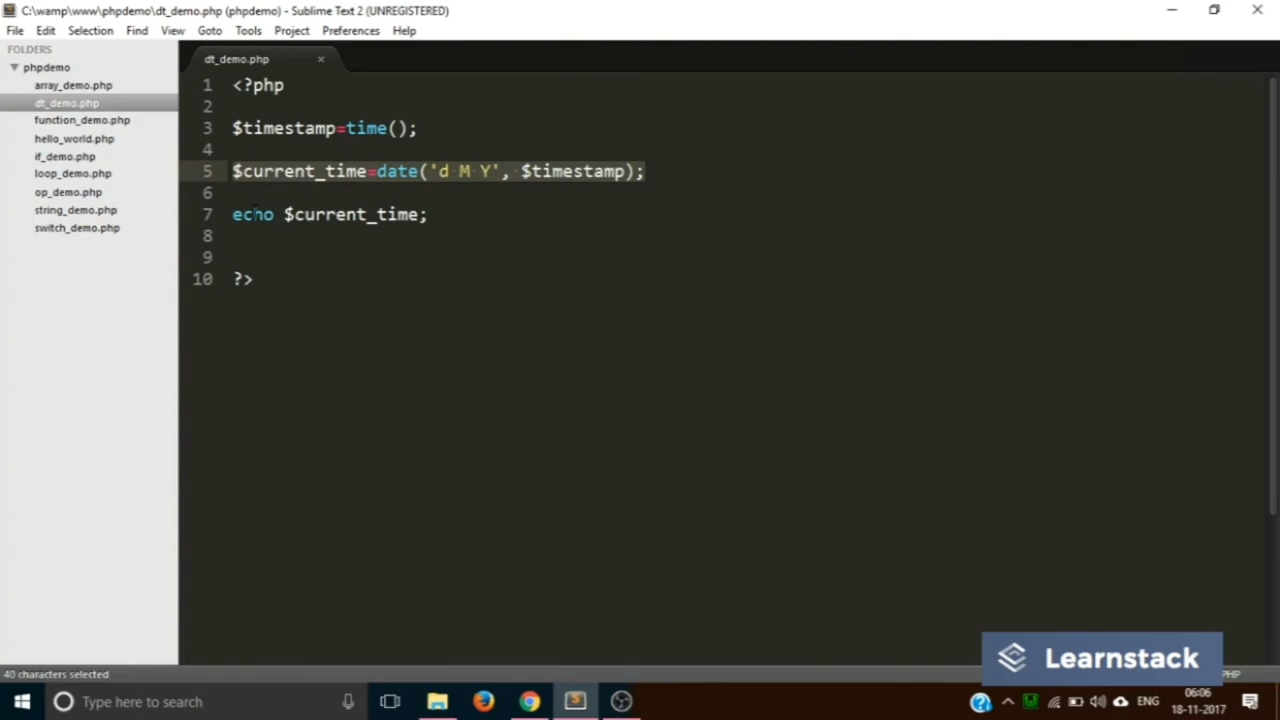 C:\wamp\www\phpdemo\dt_demo.php (phpdemo) - Sublime Text 2 (UNREGISTERED)
File Edit Selection Find View Goto Tools Project Preferences Help
FOLDERS
phpdemo
array_demo.php
dt_demo.php
function_demo.php
hello_world.php
if_demo.php
loop_demo.php
op_demo.php
string_demo.php
switch_demo.php
dt_demo.php
1 <?php
2
3 $timestamp=time();
4
5 $current_time=date('d M Y', $timestamp);
6
7 echo $current_time;
8
9
10 ?>
Learnstack
40 characters selected
PHP
Type here to search
ENG
06:06
18-11-2017